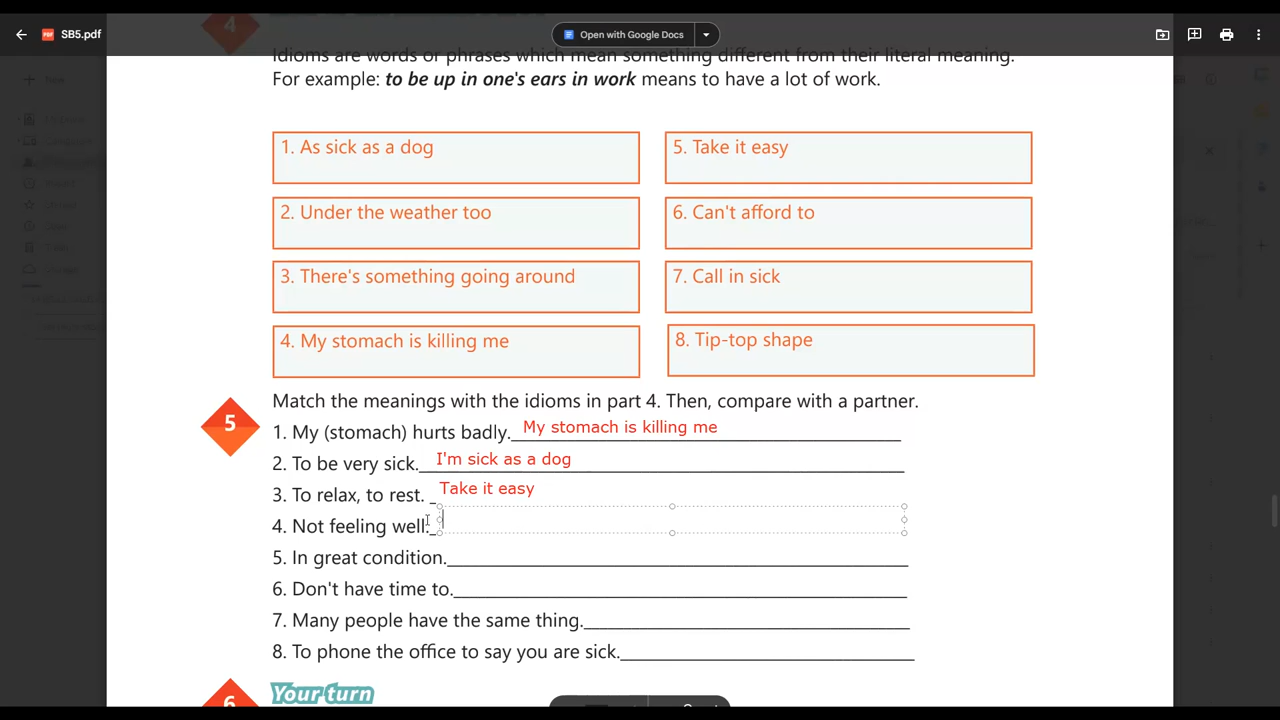 SB5.pdf
Open with Google Docs
4
Idioms are words or phrases which mean something different from their literal meaning.
For example: to be up in one's ears in work means to have a lot of work.
1. As sick as a dog
5. Take it easy
2. Under the weather too
6. Can't afford to
3. There's something going around
7. Call in sick
4. My stomach is killing me
8. Tip-top shape
5
Match the meanings with the idioms in part 4. Then, compare with a partner.
1. My (stomach) hurts badly. My stomach is killing me
2. To be very sick. I'm sick as a dog
3. To relax, to rest. Take it easy
4. Not feeling well.
5. In great condition.
6. Don't have time to.
7. Many people have the same thing.
8. To phone the office to say you are sick.
6
Your turn